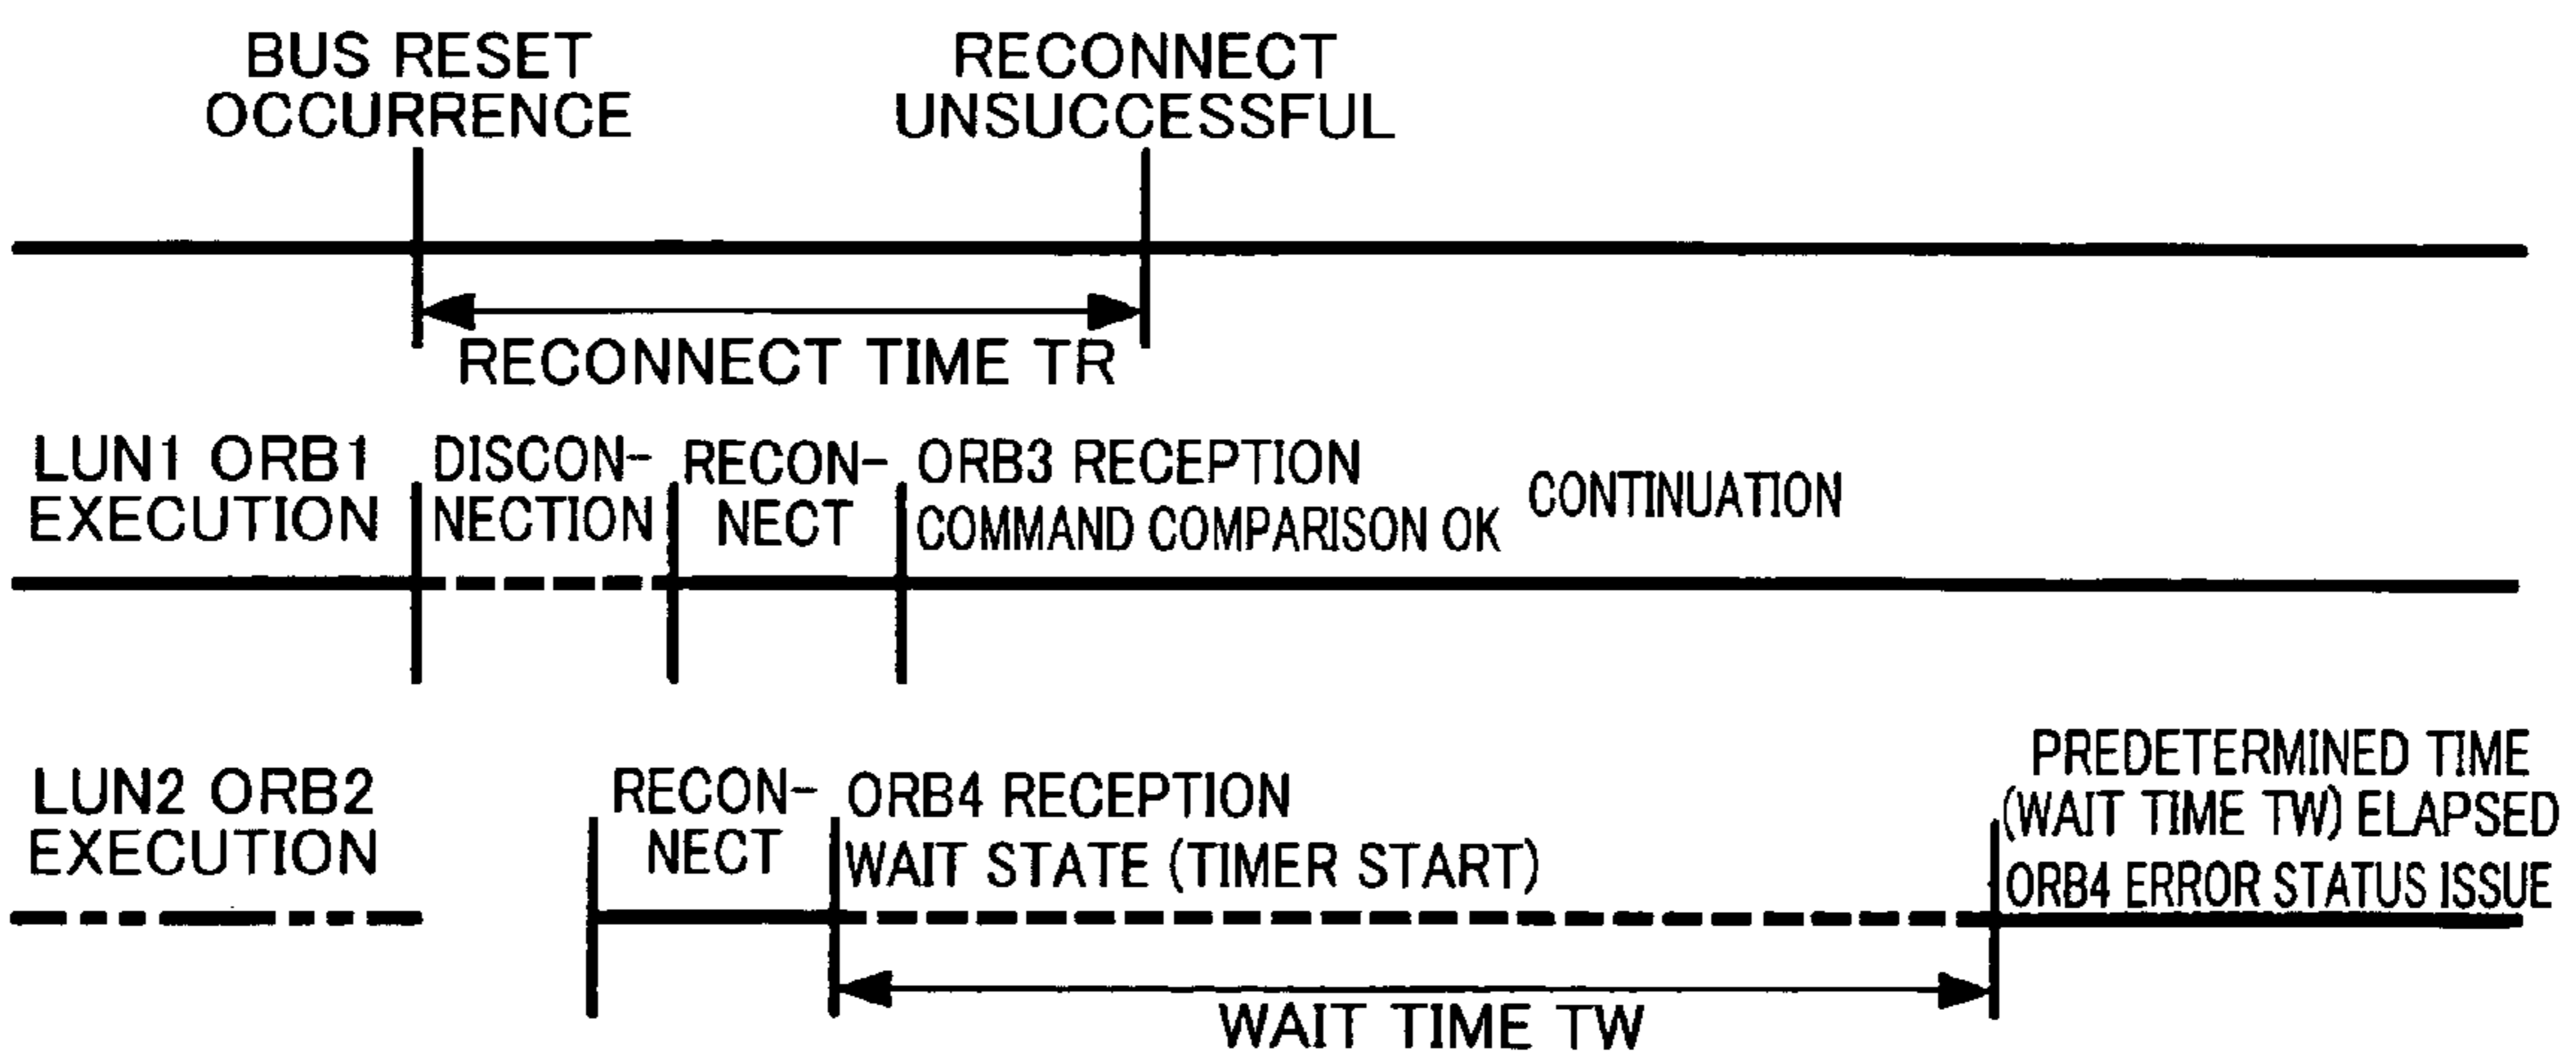 BUS RESET
OCCURRENCE
RECONNECT
UNSUCCESSFUL
RECONNECT TIME TR
LUN1 ORB1
EXECUTION
DISCON-
NECTION
RECON-
NECT
ORB3 RECEPTION
COMMAND COMPARISON OK
CONTINUATION
LUN2 ORB2
EXECUTION
RECON-
NECT
ORB4 RECEPTION
WAIT STATE (TIMER START)
PREDETERMINED TIME
(WAIT TIME TW) ELAPSED
ORB4 ERROR STATUS ISSUE
WAIT TIME TW